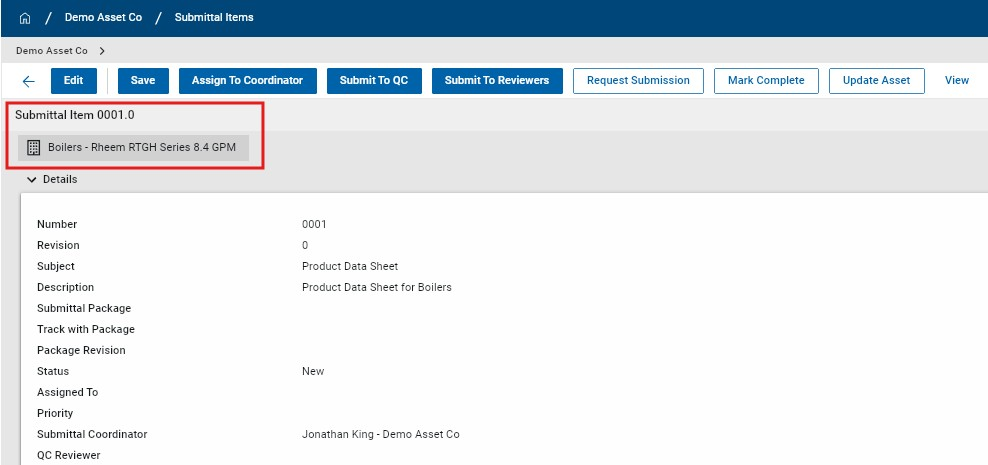 / Demo Asset Co / Submittal Items
Demo Asset Co
Edit Save Assign To Coordinator Submit To QC Submit To Reviewers Request Submission Mark Complete Update Asset View
Submittal Item 0001.0
Boilers - Rheem RTGH Series 8.4 GPM
Details
Number 0001
Revision 0
Subject Product Data Sheet
Description Product Data Sheet for Boilers
Submittal Package
Track with Package
Package Revision
Status New
Assigned To
Priority
Submittal Coordinator Jonathan King - Demo Asset Co
QC Reviewer